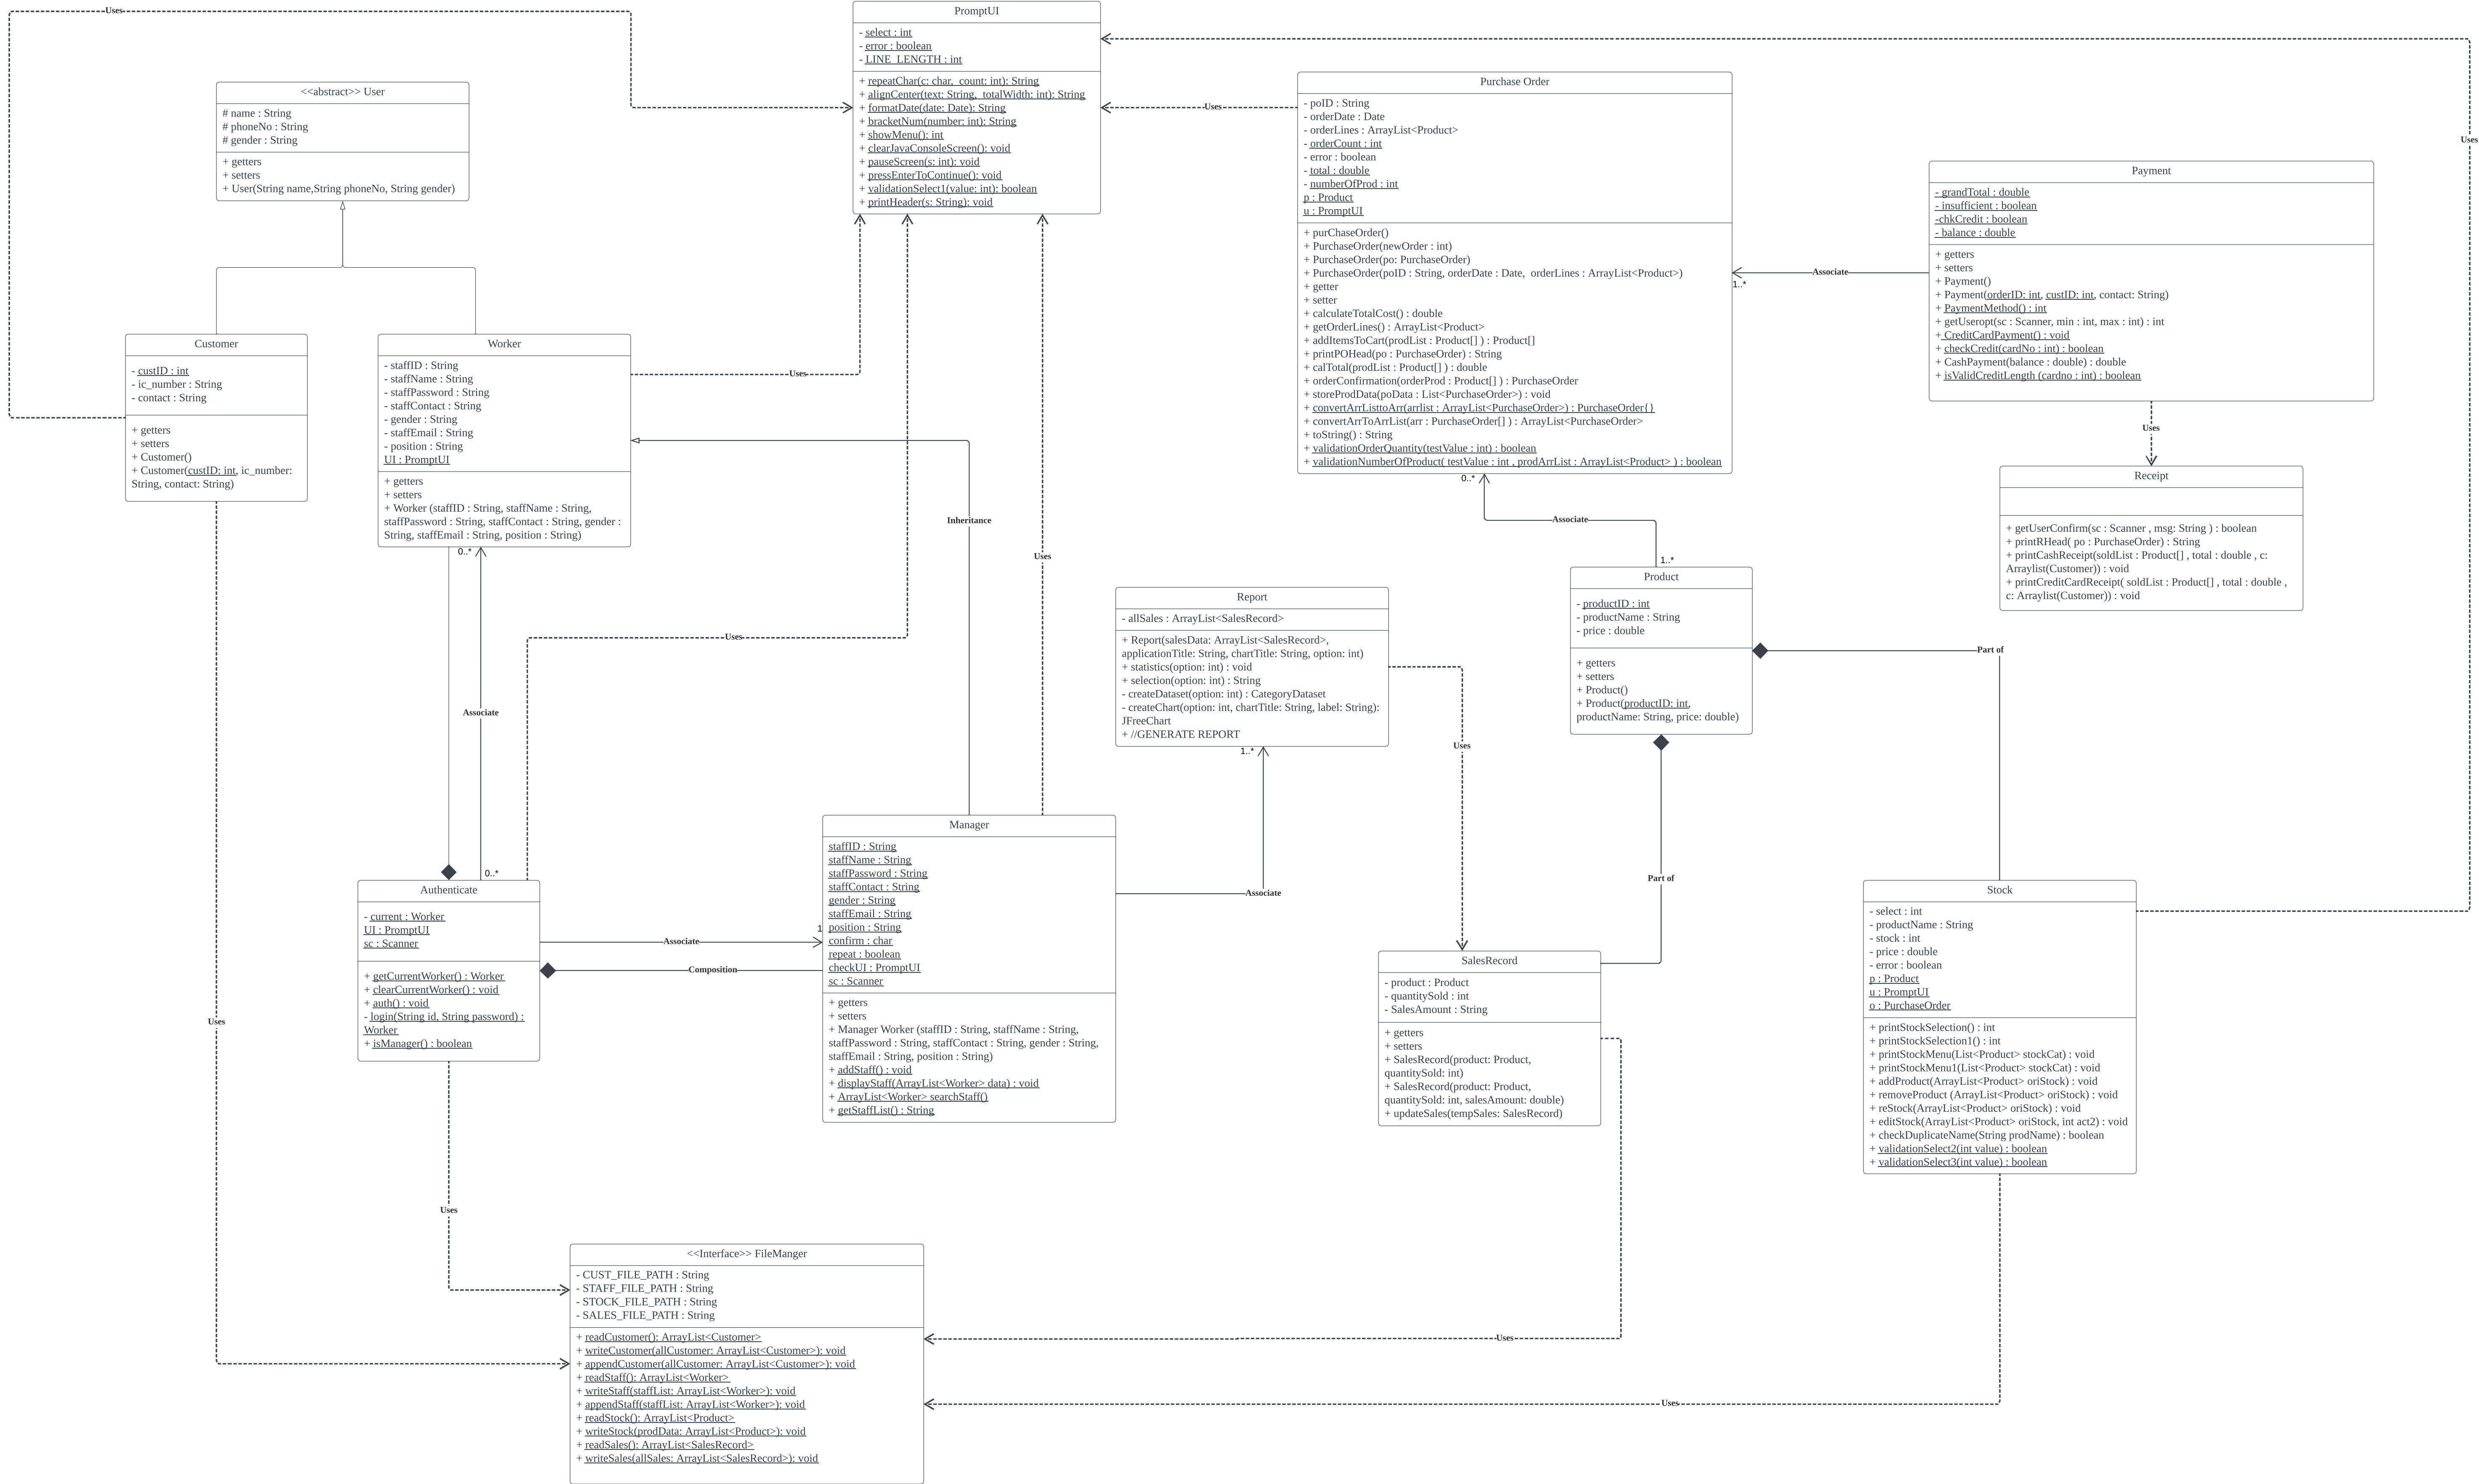 Uses
PromptUI
- select : int
- error : boolean
- LINE_LENGTH : int
+ repeatChar(c: char, count: int): String
+ alignCenter(text: String, totalWidth: int): String
+ formatDate(date: Date): String
+ bracketNum(number: int): String
+ showMenu(): int
+ clearJavaConsoleScreen(): void
+ pauseScreen(s: int): void
+ pressEnterToContinue(): void
+ validationSelect1(value: int): boolean
+ printHeader(s: String): void
<<abstract>> User
# name : String
# phoneNo : String
# gender : String
+ getters
+ setters
+ User(String name,String phoneNo, String gender)
Uses
Purchase Order
- poID : String
- orderDate : Date
- orderLines : ArrayList<Product>
- orderCount : int
- error : boolean
- total : double
- numberOfProd : int
p : Product
u : PromptUI
+ purChaseOrder()
+ PurchaseOrder(newOrder : int)
+ PurchaseOrder(po: PurchaseOrder)
+ PurchaseOrder(poID : String, orderDate : Date, orderLines : ArrayList<Product>)
+ getter
+ setter
+ calculateTotalCost() : double
+ getOrderLines() : ArrayList<Product>
+ addItemsToCart(prodList : Product[] ) : Product[]
+ printPOHead(po : PurchaseOrder) : String
+ calTotal(prodList : Product[] ) : double
+ orderConfirmation(orderProd : Product[] ) : PurchaseOrder
+ storeProdData(poData : List<PurchaseOrder>) : void
+ convertArrListtoArr(arrlist : ArrayList<PurchaseOrder>) : PurchaseOrder{}
+ convertArrToArrList(arr : PurchaseOrder[] ) : ArrayList<PurchaseOrder>
+ toString() : String
+ validationOrderQuantity(testValue : int) : boolean
+ validationNumberOfProduct( testValue : int , prodArrList : ArrayList<Product> ) : boolean
Uses
Payment
- grandTotal : double
- insufficient : boolean
-chkCredit : boolean
- balance : double
+ getters
+ setters
+ Payment()
+ Payment(orderID: int, custID: int, contact: String)
+ PaymentMethod() : int
+ getUseropt(sc : Scanner, min : int, max : int) : int
+ CreditCardPayment() : void
+ checkCredit(cardNo : int) : boolean
+ CashPayment(balance : double) : double
+ isValidCreditLength (cardno : int) : boolean
Associate
1..*
Customer
- custID : int
- ic_number : String
- contact : String
+ getters
+ setters
+ Customer()
+ Customer(custID: int, ic_number:
String, contact: String)
Worker
- staffID : String
- staffName : String
- staffPassword : String
- staffContact : String
- gender : String
- staffEmail : String
- position : String
UI : PromptUI
+ getters
+ setters
+ Worker (staffID : String, staffName : String,
staffPassword : String, staffContact : String, gender :
String, staffEmail : String, position : String)
Uses
Uses
Receipt
+ getUserConfirm(sc : Scanner , msg: String ) : boolean
+ printRHead( po : PurchaseOrder) : String
+ printCashReceipt(soldList : Product[] , total : double , c:
Arraylist(Customer)) : void
+ printCreditCardReceipt( soldList : Product[] , total : double ,
c: Arraylist(Customer)) : void
0..*
Associate
1..*
Inheritance
Uses
0..*
Product
- productID : int
- productName : String
- price : double
+ getters
+ setters
+ Product()
+ Product(productID: int,
productName: String, price: double)
Report
- allSales : ArrayList<SalesRecord>
+ Report(salesData: ArrayList<SalesRecord>,
applicationTitle: String, chartTitle: String, option: int)
+ statistics(option: int) : void
+ selection(option: int) : String
- createDataset(option: int) : CategoryDataset
- createChart(option: int, chartTitle: String, label: String):
JFreeChart
+ //GENERATE REPORT
Uses
Part of
Associate
Uses
1..*
Manager
staffID : String
staffName : String
staffPassword : String
staffContact : String
gender : String
staffEmail : String
position : String
confirm : char
repeat : boolean
checkUI : PromptUI
sc : Scanner
+ getters
+ setters
+ Manager Worker (staffID : String, staffName : String,
staffPassword : String, staffContact : String, gender : String,
staffEmail : String, position : String)
+ addStaff() : void
+ displayStaff(ArrayList<Worker> data) : void
+ ArrayList<Worker> searchStaff()
+ getStaffList() : String
Associate
Part of
0..*
Authenticate
- current : Worker
UI : PromptUI
sc : Scanner
+ getCurrentWorker() : Worker
+ clearCurrentWorker() : void
+ auth() : void
- login(String id, String password) :
Worker
+ isManager() : boolean
1
Associate
Composition
Stock
- select : int
- productName : String
- stock : int
- price : double
- error : boolean
p : Product
u : PromptUI
o : PurchaseOrder
+ printStockSelection() : int
+ printStockSelection1() : int
+ printStockMenu(List<Product> stockCat) : void
+ printStockMenu1(List<Product> stockCat) : void
+ addProduct(ArrayList<Product> oriStock) : void
+ removeProduct (ArrayList<Product> oriStock) : void
+ reStock(ArrayList<Product> oriStock) : void
+ editStock(ArrayList<Product> oriStock, int act2) : void
+ checkDuplicateName(String prodName) : boolean
+ validationSelect2(int value) : boolean
+ validationSelect3(int value) : boolean
SalesRecord
- product : Product
- quantitySold : int
- SalesAmount : String
+ getters
+ setters
+ SalesRecord(product: Product,
quantitySold: int)
+ SalesRecord(product: Product,
quantitySold: int, salesAmount: double)
+ updateSales(tempSales: SalesRecord)
Uses
Uses
<<Interface>> FileManger
- CUST_FILE_PATH : String
- STAFF_FILE_PATH : String
- STOCK_FILE_PATH : String
- SALES_FILE_PATH : String
+ readCustomer(): ArrayList<Customer>
+ writeCustomer(allCustomer: ArrayList<Customer>): void
+ appendCustomer(allCustomer: ArrayList<Customer>): void
+ readStaff(): ArrayList<Worker>
+ writeStaff(staffList: ArrayList<Worker>): void
+ appendStaff(staffList: ArrayList<Worker>): void
+ readStock(): ArrayList<Product>
+ writeStock(prodData: ArrayList<Product>): void
+ readSales(): ArrayList<SalesRecord>
+ writeSales(allSales: ArrayList<SalesRecord>): void
Uses
Uses